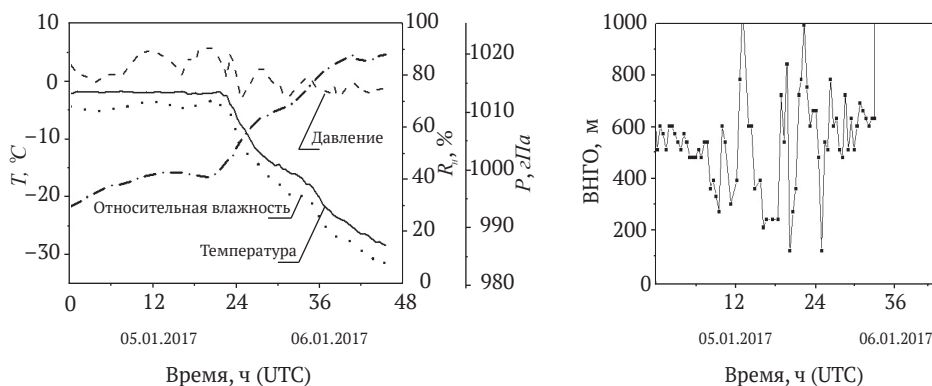 10
0
−10
−20
−30
T, °C
100
80
60
40
20
0
Rn, %
1020
1010
1000
990
980
P, гПа
Давление
Относительная влажность
Температура
0 12 24 36 48
05.01.2017 06.01.2017
Время, ч (UTC)
1000
800
600
400
200
0
ВНГО, м
12 24 36
05.01.2017 06.01.2017
Время, ч (UTC)